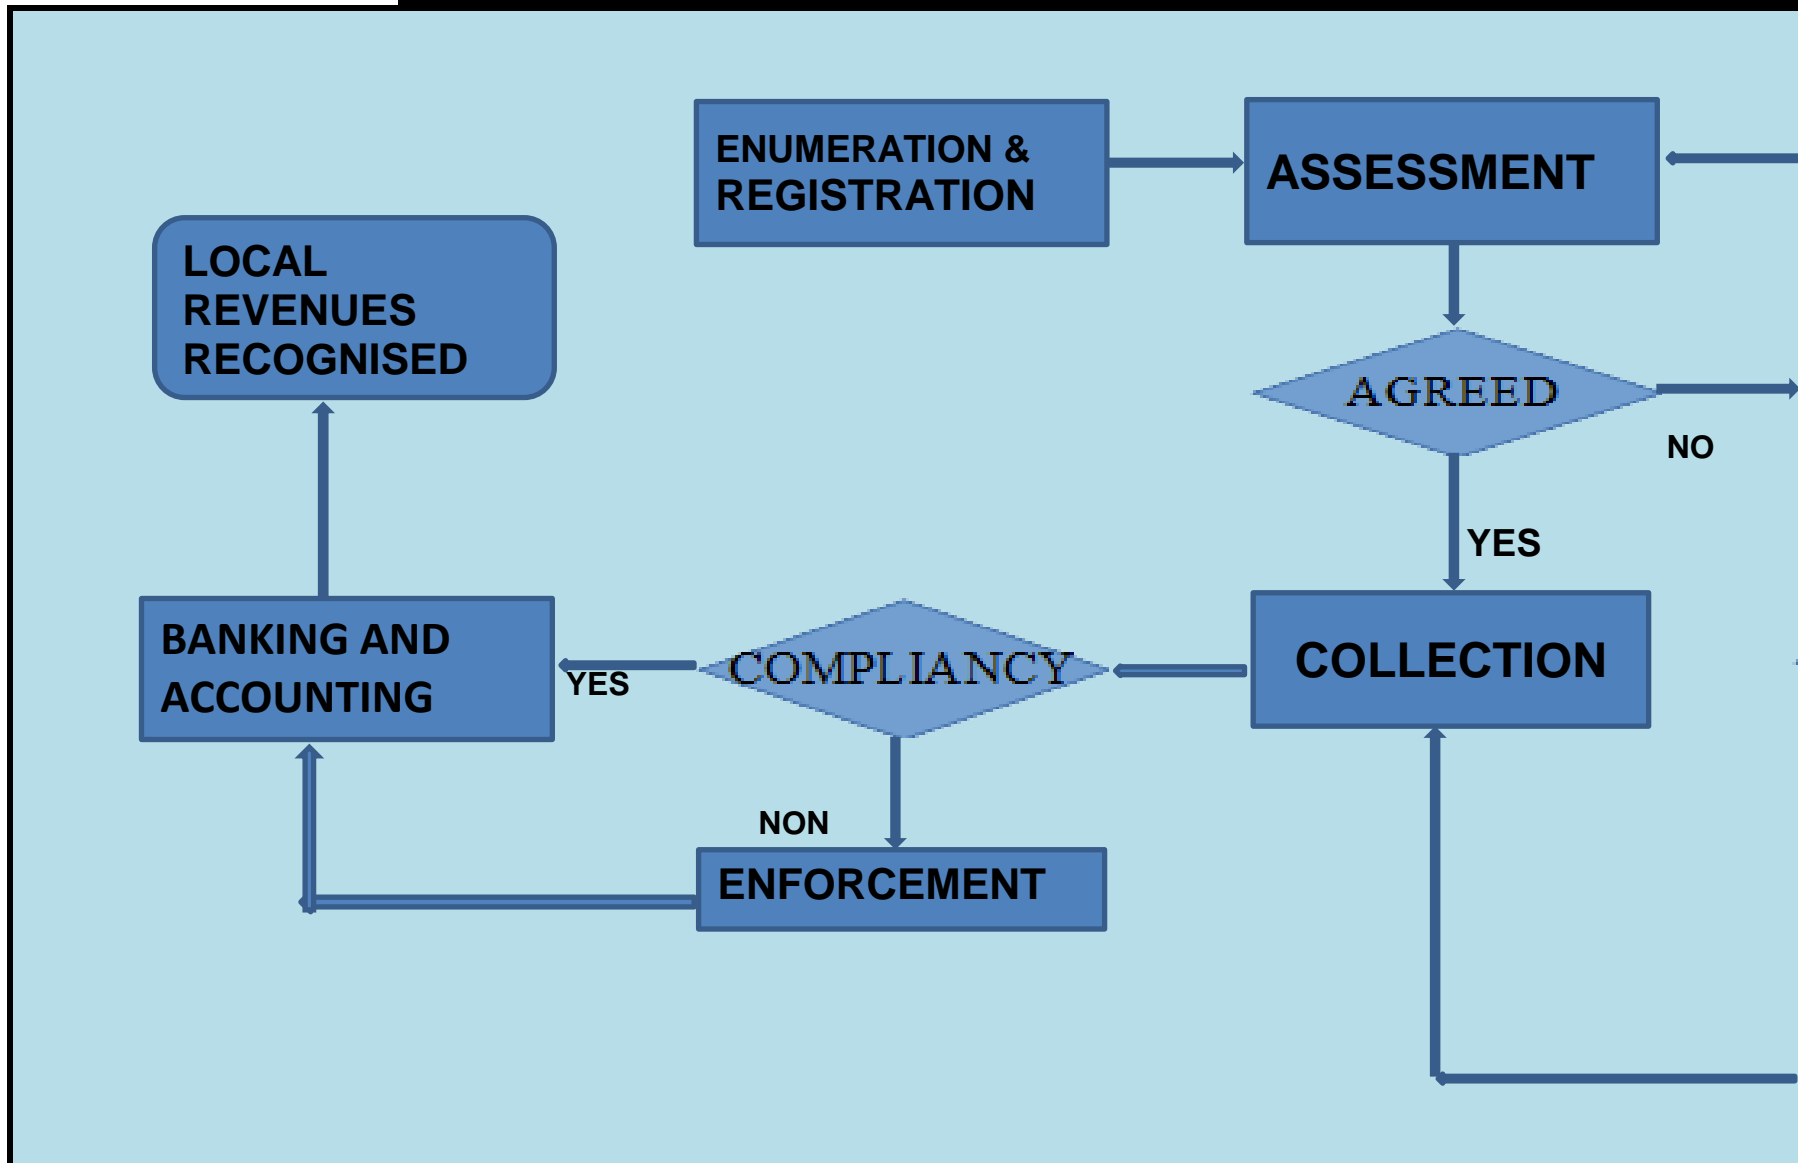 ENUMERATION &
REGISTRATION
ASSESSMENT
LOCAL
REVENUES
RECOGNISED
AGREED
NO
YES
BANKING AND
ACCOUNTING
YES
COMPLIANCY
COLLECTION
NON
ENFORCEMENT